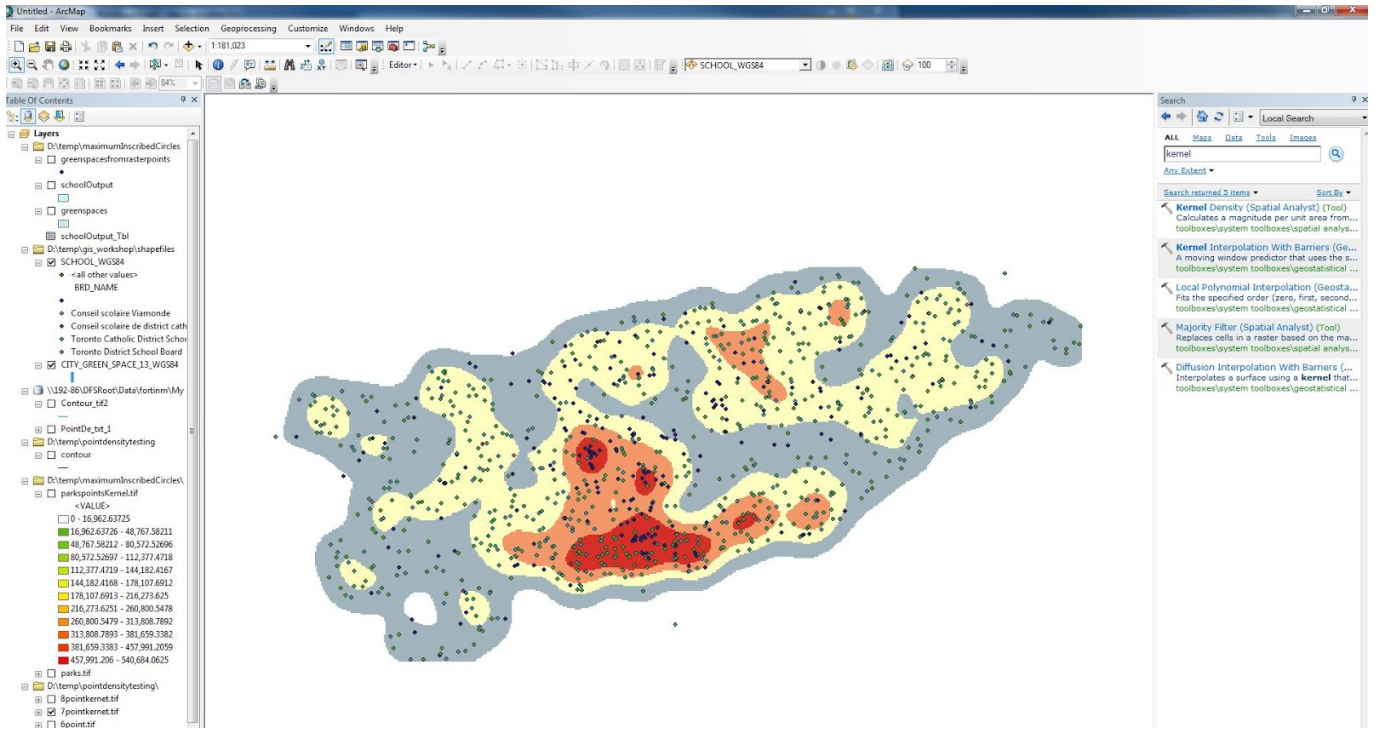 Untitled - ArcMap
File Edit View Bookmarks Insert Selection Geoprocessing Customize Windows Help
1:181,023
Editor
SCHOOL_WGS84
100
84%
Table Of Contents
Layers
D:\temp\maximumInscribedCircles
greenspacesfromrasterpoints
schoolOutput
greenspaces
schoolOutput_Tbl
D:\temp\gis_workshop\shapefiles
SCHOOL_WGS84
<all other values>
BRD_NAME
Conseil scolaire Viamonde
Conseil scolaire de district cath
Toronto Catholic District Schoo
Toronto District School Board
CITY_GREEN_SPACE_13_WGS84
\\192-86\DFSRoot\Data\fortinm\My
Contour_tif2
PointDe_txt_1
D:\temp\pointdensitytesting
contour
D:\temp\maximumInscribedCircles\
parkspointsKernel.tif
<VALUE>
0 - 16,962.63725
16,962.63726 - 48,767.58211
48,767.58212 - 80,572.52696
80,572.52697 - 112,377.4718
112,377.4719 - 144,182.4167
144,182.4168 - 178,107.6912
178,107.6913 - 216,273.625
216,273.6251 - 260,800.5478
260,800.5479 - 313,808.7892
313,808.7893 - 381,659.3382
381,659.3383 - 457,991.2059
457,991.206 - 540,684.0625
parks.tif
D:\temp\pointdensitytesting\
8pointkernet.tif
7pointkernet.tif
6point.tif
Search
Local Search
ALL Maps Data Tools Images
kernel
Any Extent
Search returned 5 items Sort By
Kernel Density (Spatial Analyst) (Tool)
Calculates a magnitude per unit area from...
toolboxes\system toolboxes\spatial analys...
Kernel Interpolation With Barriers (Ge...
A moving window predictor that uses the s...
toolboxes\system toolboxes\geostatistical ...
Local Polynomial Interpolation (Geosta...
Fits the specified order (zero, first, second...
toolboxes\system toolboxes\geostatistical ...
Majority Filter (Spatial Analyst) (Tool)
Replaces cells in a raster based on the ma...
toolboxes\system toolboxes\spatial analys...
Diffusion Interpolation With Barriers (...
Interpolates a surface using a kernel that...
toolboxes\system toolboxes\geostatistical ...